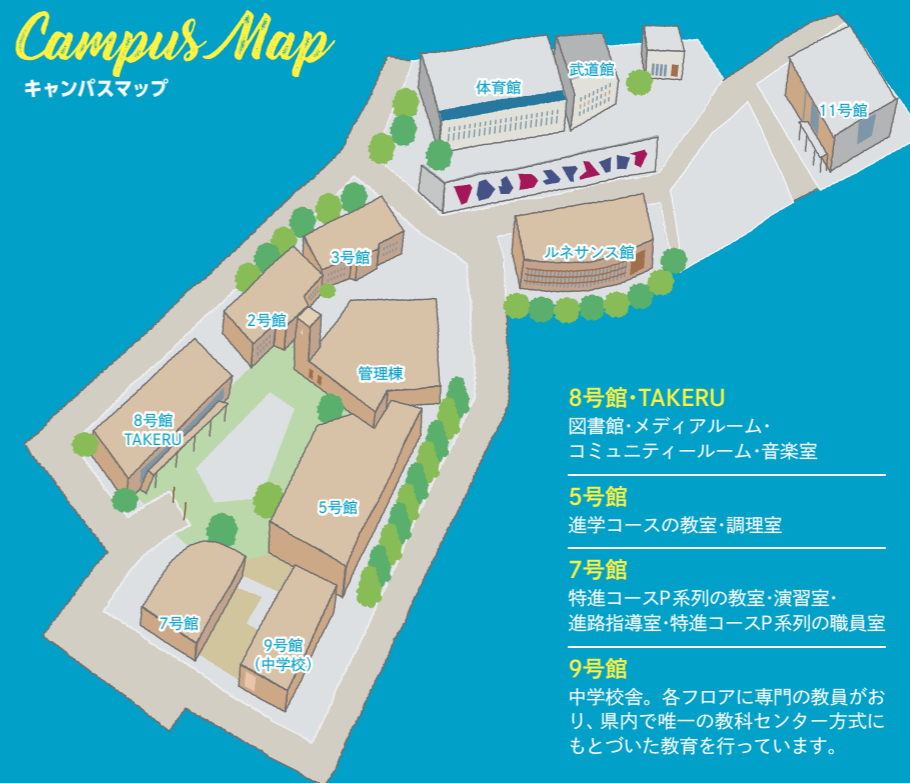 Campus Map
キャンパスマップ
体育館
武道館
11号館
3号館
ルネサンス館
2号館
管理棟
8号館
TAKERU
5号館
7号館
9号館
(中学校)
8号館・TAKERU
図書館・メディアルーム・
コミュニティールーム・音楽室
5号館
進学コースの教室・調理室
7号館
特進コースP系列の教室・演習室・
進路指導室・特進コースP系列の職員室
9号館
中学校舎。各フロアに専門の教員がお
り、県内で唯一の教科センター方式に
もとづいた教育を行っています。